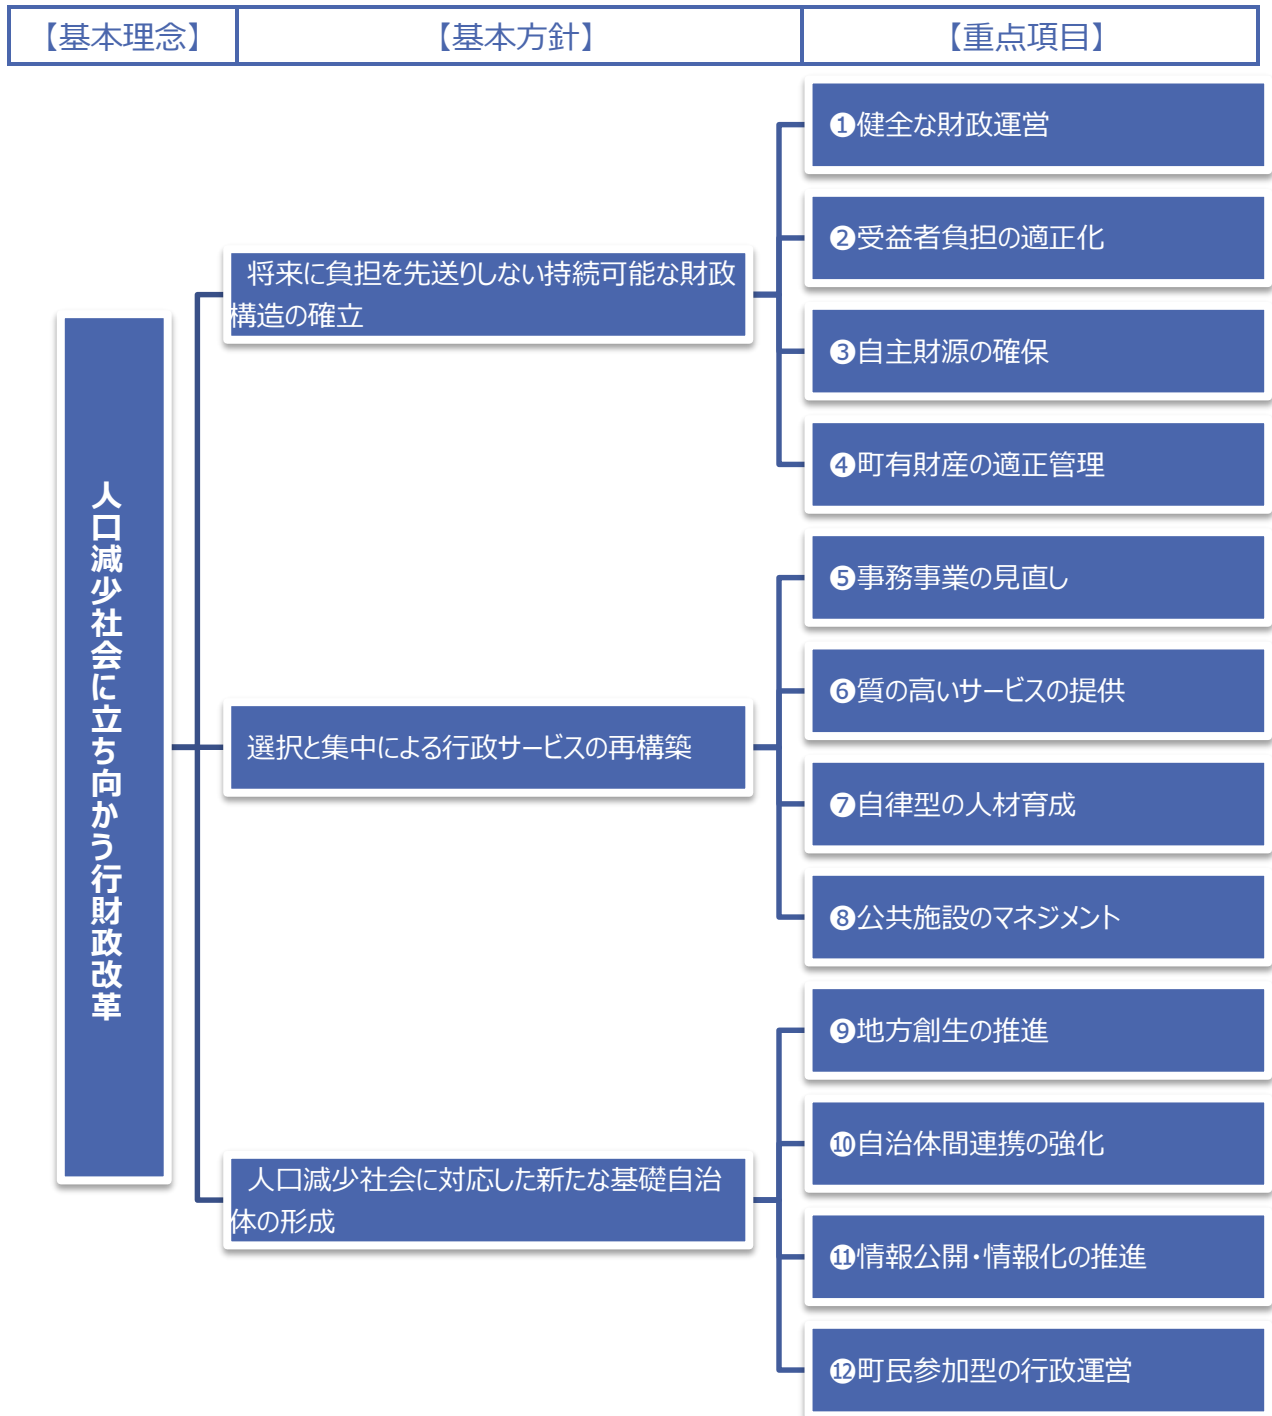 【基本理念】
【基本方針】
【重点項目】
人口減少社会に立ち向かう行財政改革
将来に負担を先送りしない持続可能な財政
構造の確立
❶健全な財政運営
❷受益者負担の適正化
❸自主財源の確保
❹町有財産の適正管理
選択と集中による行政サービスの再構築
❺事務事業の見直し
❻質の高いサービスの提供
❼自律型の人材育成
❽公共施設のマネジメント
人口減少社会に対応した新たな基礎自治
体の形成
❾地方創生の推進
❿自治体間連携の強化
⓫情報公開・情報化の推進
⓬町民参加型の行政運営